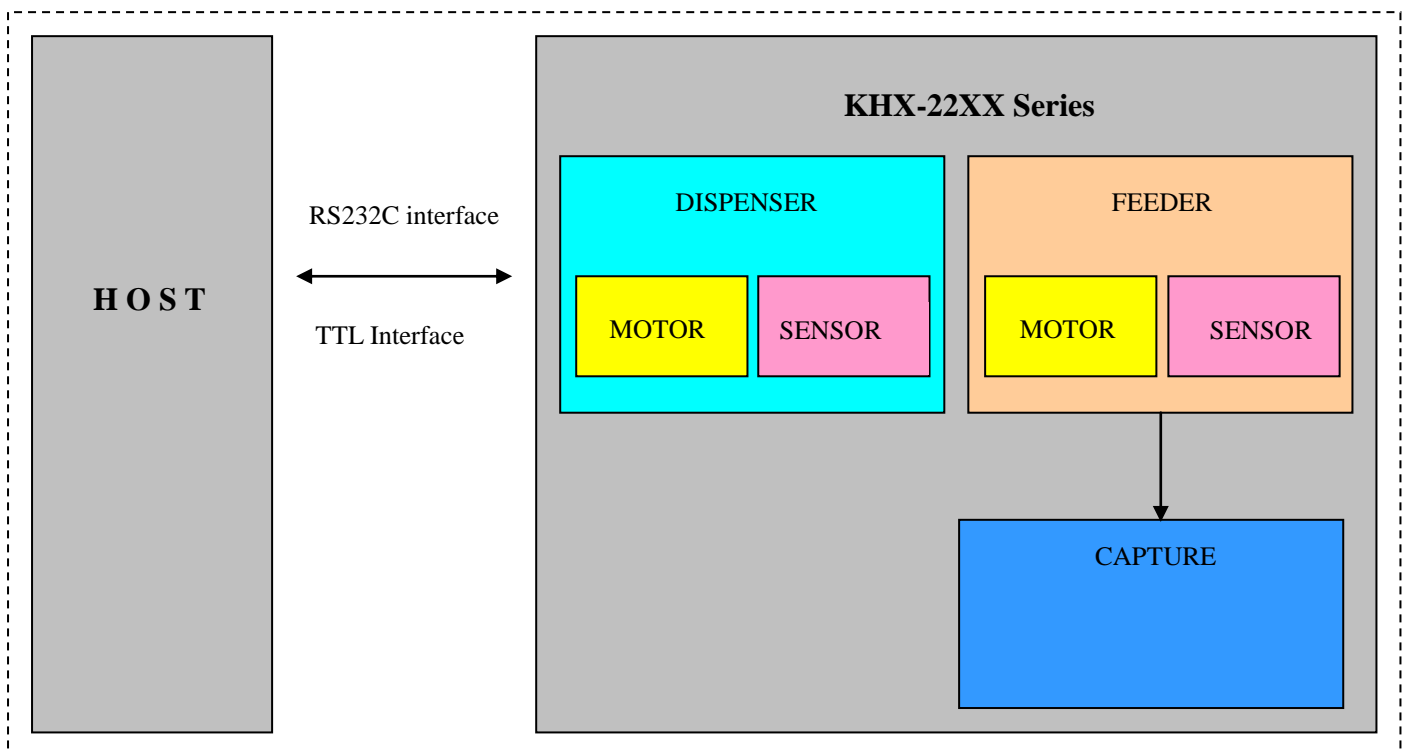 KHX-22XX Series
DISPENSER
FEEDER
RS232C interface
H O S T
MOTOR
SENSOR
MOTOR
SENSOR
TTL Interface
CAPTURE